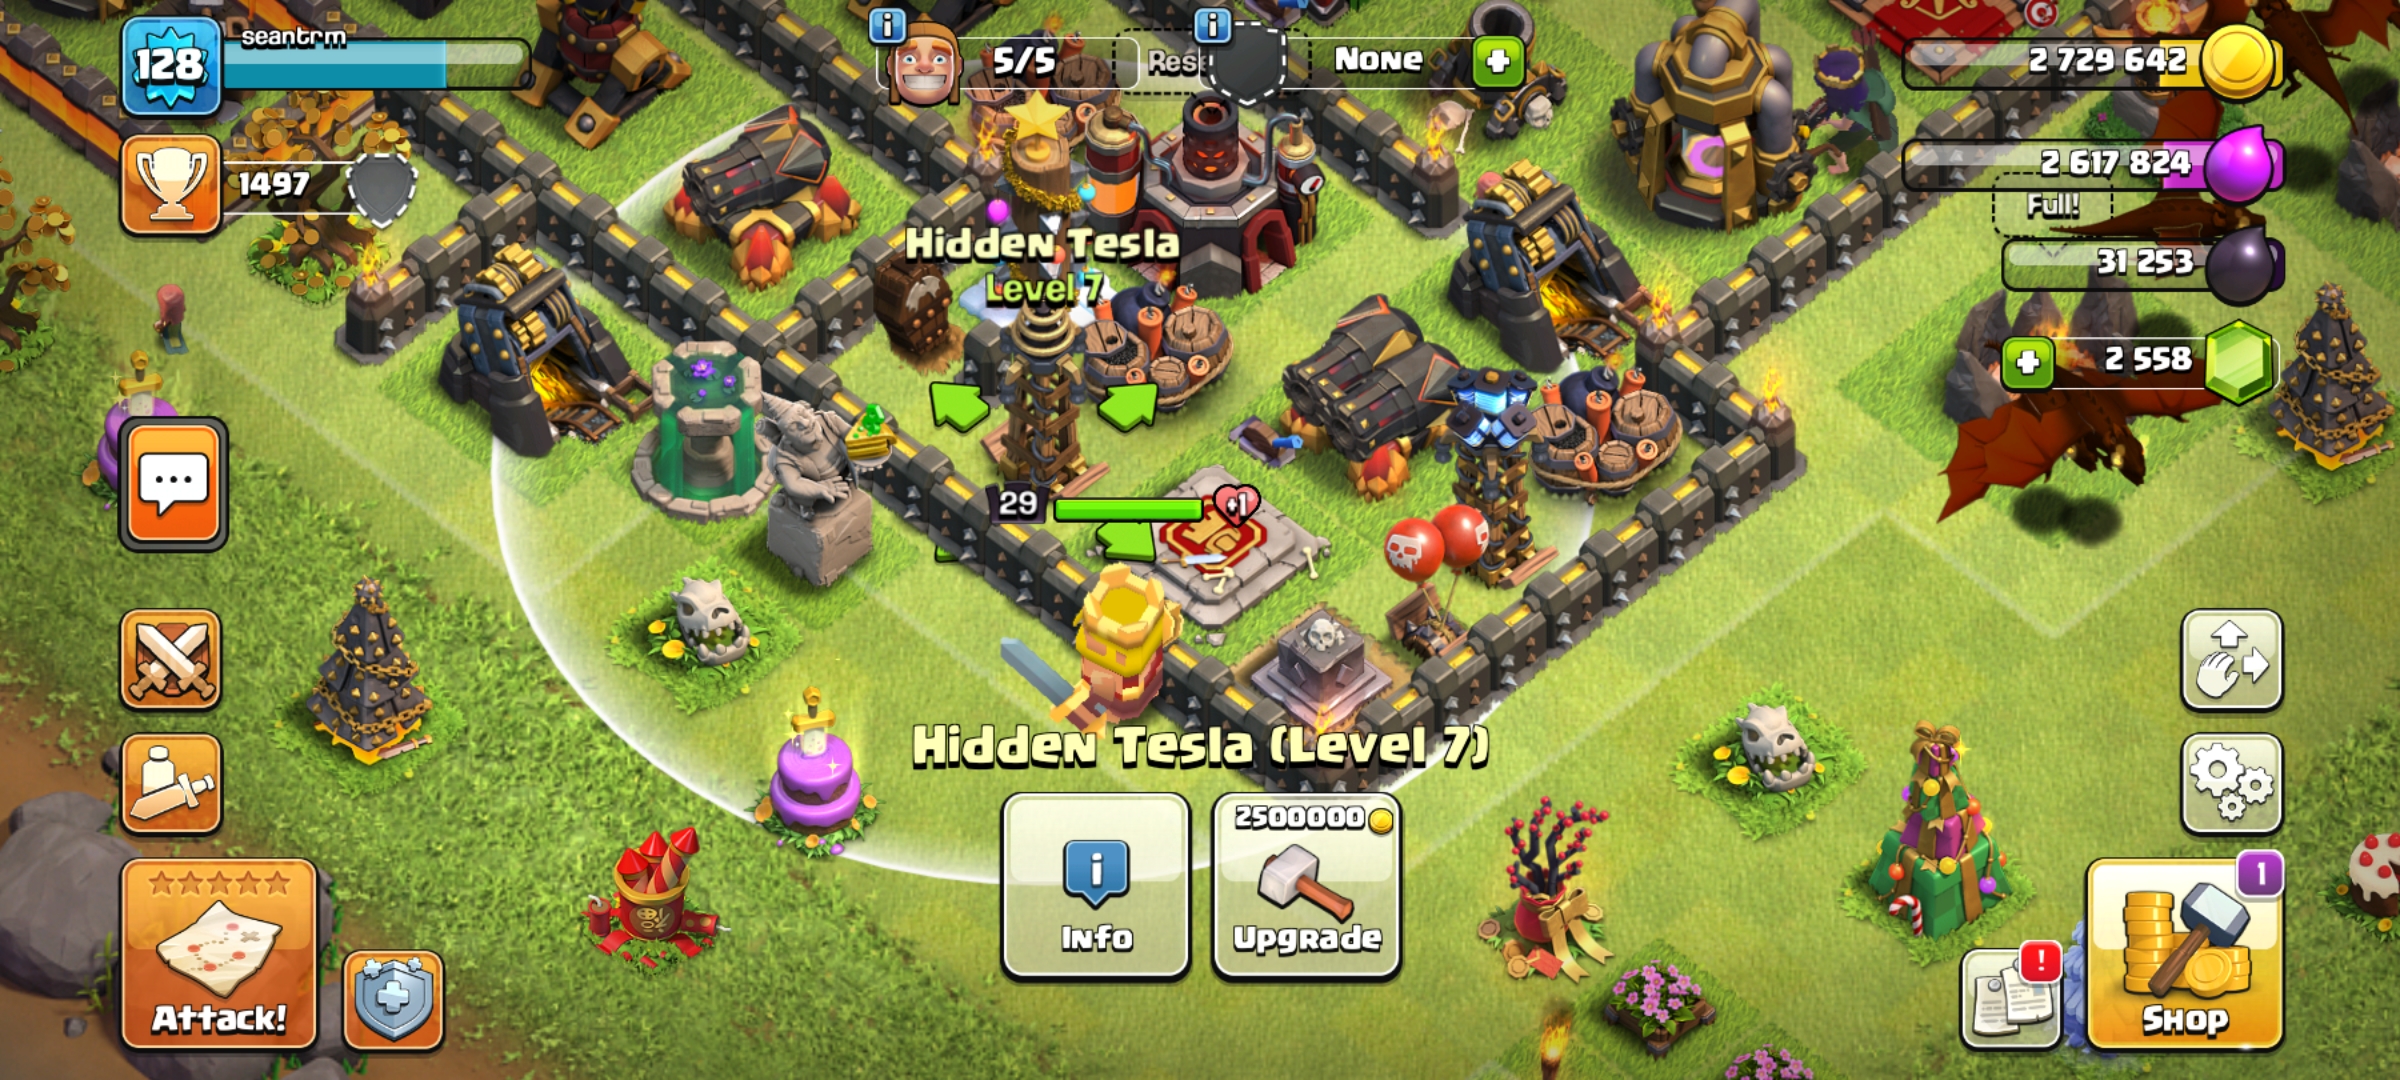 128
seantrm
5/5
Res
None
2 729 642
1497
2 617 824
Full!
31 253
2 558
Hidden Tesla
Level 7
29
+1
Hidden Tesla (Level 7)
2500000
Info
Upgrade
Attack!
1
!
Shop